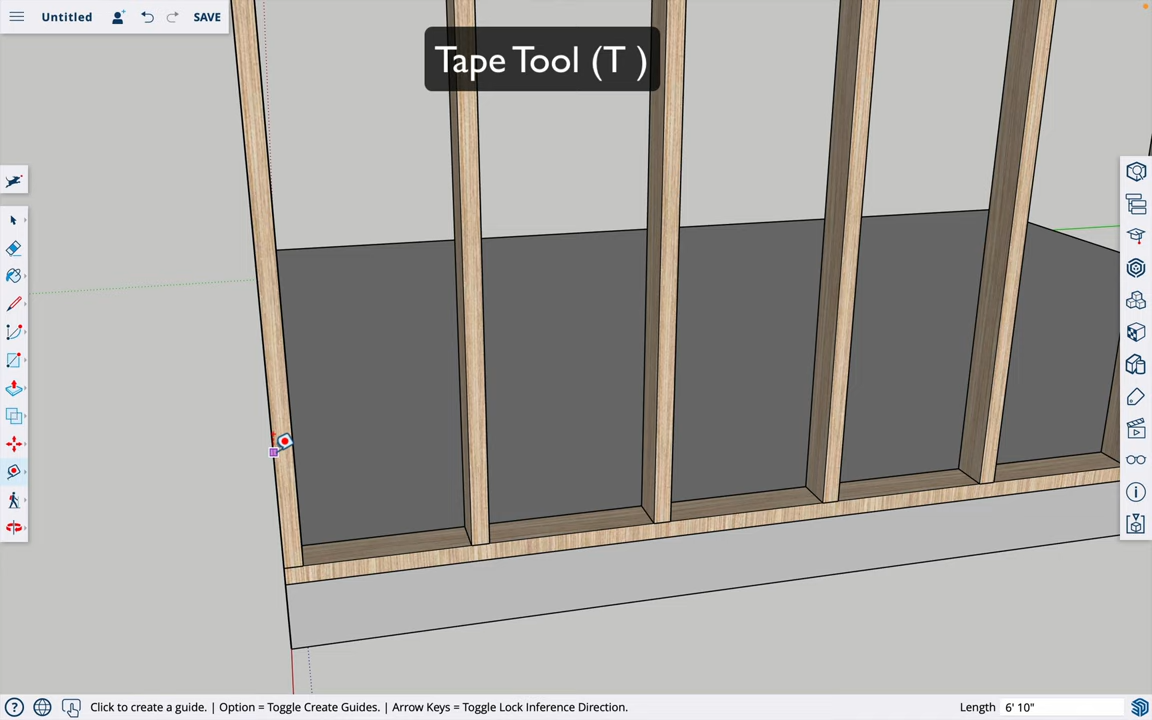 Untitled
SAVE
Tape Tool (T )
Click to create a guide. | Option = Toggle Create Guides. | Arrow Keys = Toggle Lock Inference Direction.
Length 6' 10"